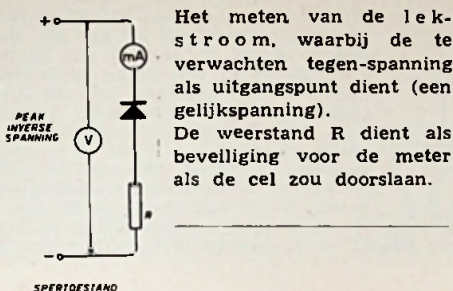 +
mA
PEAK
INVERSE
SPANNING
V
R
-
SPERTOESTAND
Het meten van de lek-
stroom, waarbij de te
verwachten tegen-spanning
als uitgangspunt dient (een
gelijkspanning).
De weerstand R dient als
beveiliging voor de meter
als de cel zou doorslaan.